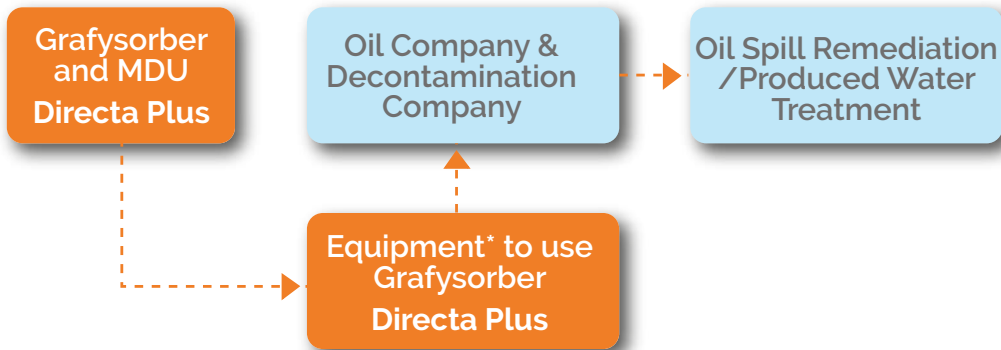 Grafysorber
and MDU
Directa Plus
Oil Company &
Decontamination
Company
Oil Spill Remediation
/Produced Water
Treatment
Equipment* to use
Grafysorber
Directa Plus